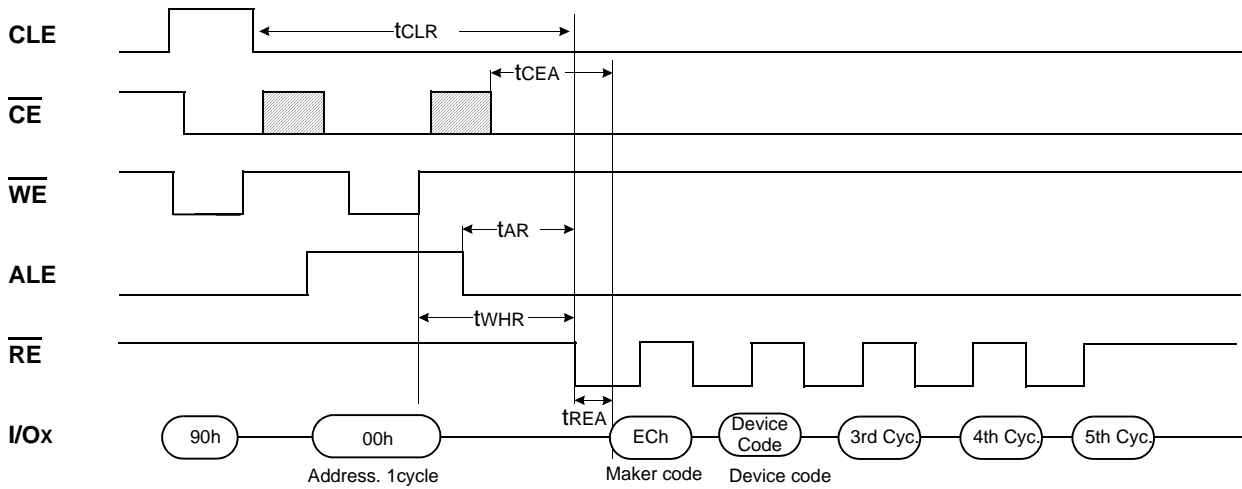 CLE
tCLR
tCEA
CE
WE
tAR
ALE
tWHR
RE
tREA
I/Ox
90h
00h
ECh
Device
Code
3rd Cyc.
4th Cyc.
5th Cyc.
Address. 1cycle
Maker code
Device code